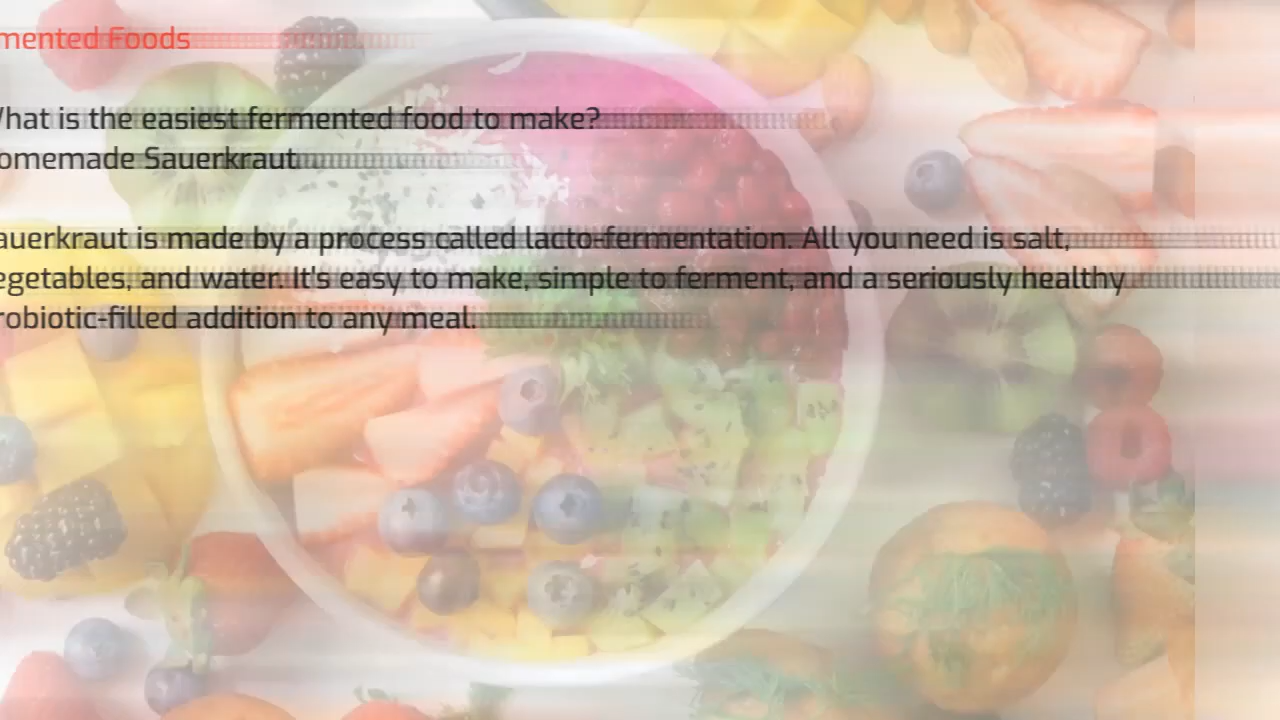 mented Foods
hat is the easiest fermented food to make?
omemade Sauerkraut
auerkraut is made by a process called lacto-fermentation. All you need is salt,
egetables, and water. It's easy to make, simple to ferment, and a seriously healthy
robiotic-filled addition to any meal.